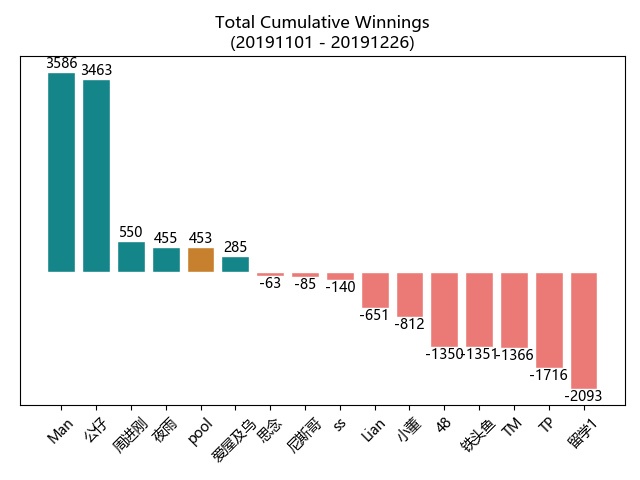 Total Cumulative Winnings
(20191101 - 20191226)
3586
3463
550
455
453
285
-63
-85
-140
-651
-812
-1350
-1351
-1366
-1716
-2093
Man
公仔
周进刚
夜雨
pool
爱屋及乌
思念
尼斯哥
ss
Lian
小董
48
铁头鱼
TM
TP
留学1